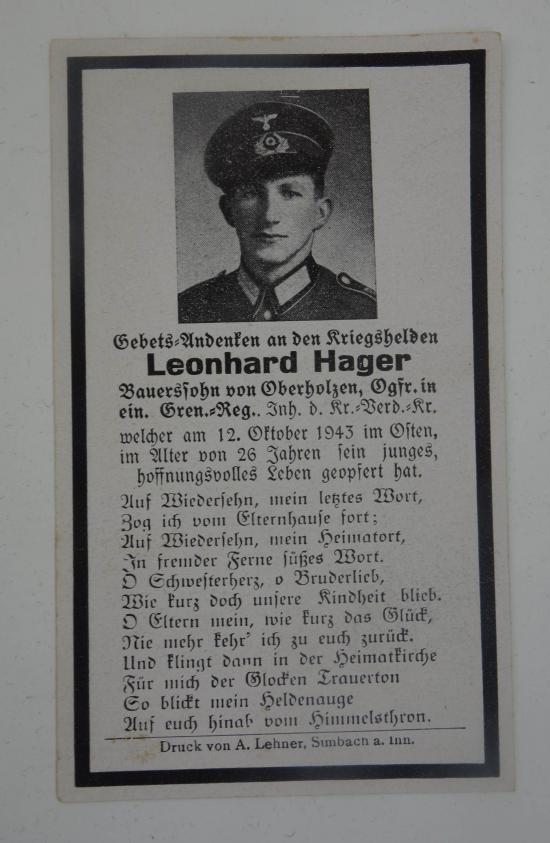 Gebets-Andenken an den Kriegshelden
Leonhard Hager
Bauerssohn von Oberholzen, Ogfr. in
ein. Gren.-Reg.. Inh. d. Kr.-Verd.-Kr.
welcher am 12. Oktober 1943 im Osten,
im Alter von 26 Jahren sein junges,
hoffnungsvolles Leben geopfert hat.
Auf Wiedersehn, mein letztes Wort,
Zog ich vom Elternhause fort;
Auf Wiedersehn, mein Heimatort,
In fremder Ferne süßes Wort.
O Schwesterherz, o Bruderlieb,
Wie kurz doch unsere Kindheit blieb.
O Eltern mein, wie kurz das Glück,
Nie mehr kehr' ich zu euch zurück.
Und klingt dann in der Heimatkirche
Für mich der Glocken Trauerton
So blickt mein Heldenauge
Auf euch hinab vom Himmelsthron.
Druck von A. Lehner, Simbach a. Inn.